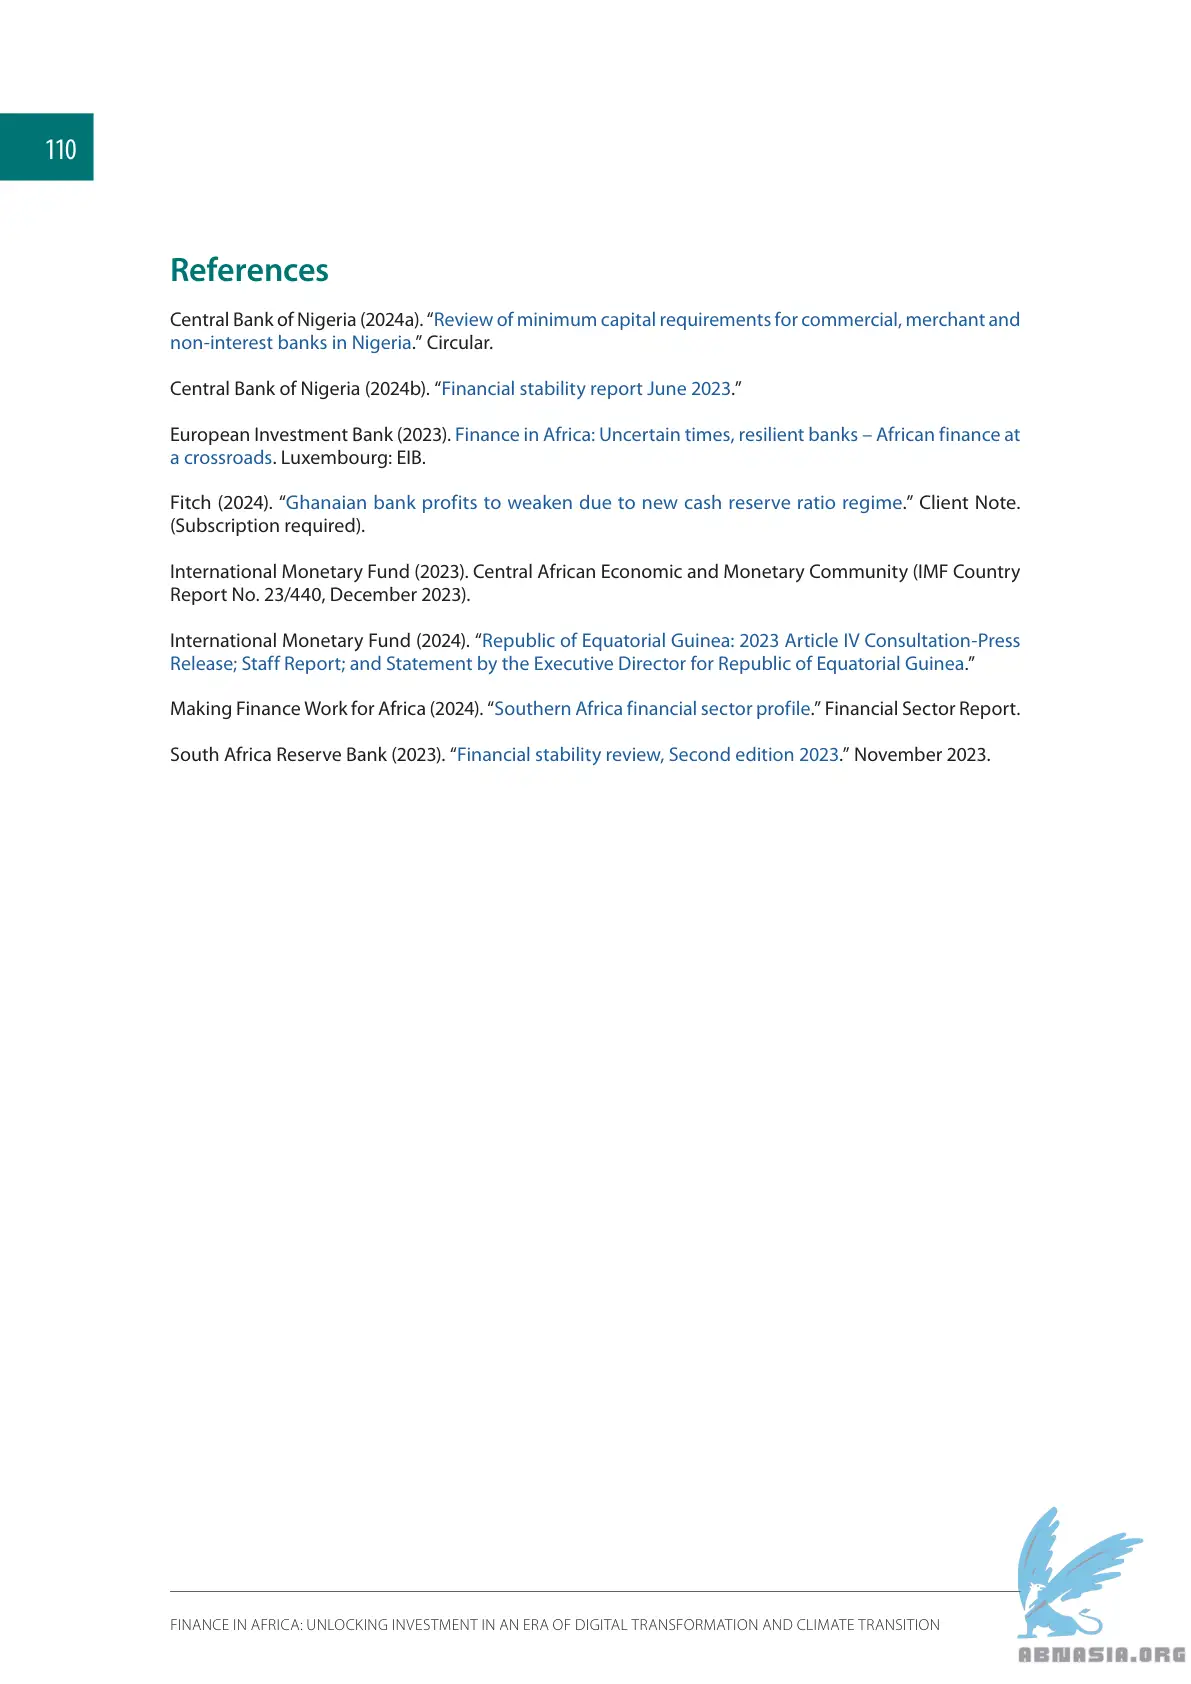 110
References
Central Bank of Nigeria (2024a). “Review of minimum capital requirements for commercial, merchant and
non-interest banks in Nigeria.” Circular.
Central Bank of Nigeria (2024b). “Financial stability report June 2023.”
European Investment Bank (2023). Finance in Africa: Uncertain times, resilient banks – African finance at
a crossroads. Luxembourg: EIB.
Fitch (2024). “Ghanaian bank profits to weaken due to new cash reserve ratio regime.” Client Note.
(Subscription required).
International Monetary Fund (2023). Central African Economic and Monetary Community (IMF Country
Report No. 23/440, December 2023).
International Monetary Fund (2024). “Republic of Equatorial Guinea: 2023 Article IV Consultation-Press
Release; Staff Report; and Statement by the Executive Director for Republic of Equatorial Guinea.”
Making Finance Work for Africa (2024). “Southern Africa financial sector profile.” Financial Sector Report.
South Africa Reserve Bank (2023). “Financial stability review, Second edition 2023.” November 2023.
FINANCE IN AFRICA: UNLOCKING INVESTMENT IN AN ERA OF DIGITAL TRANSFORMATION AND CLIMATE TRANSITION
ABNASIA.ORG